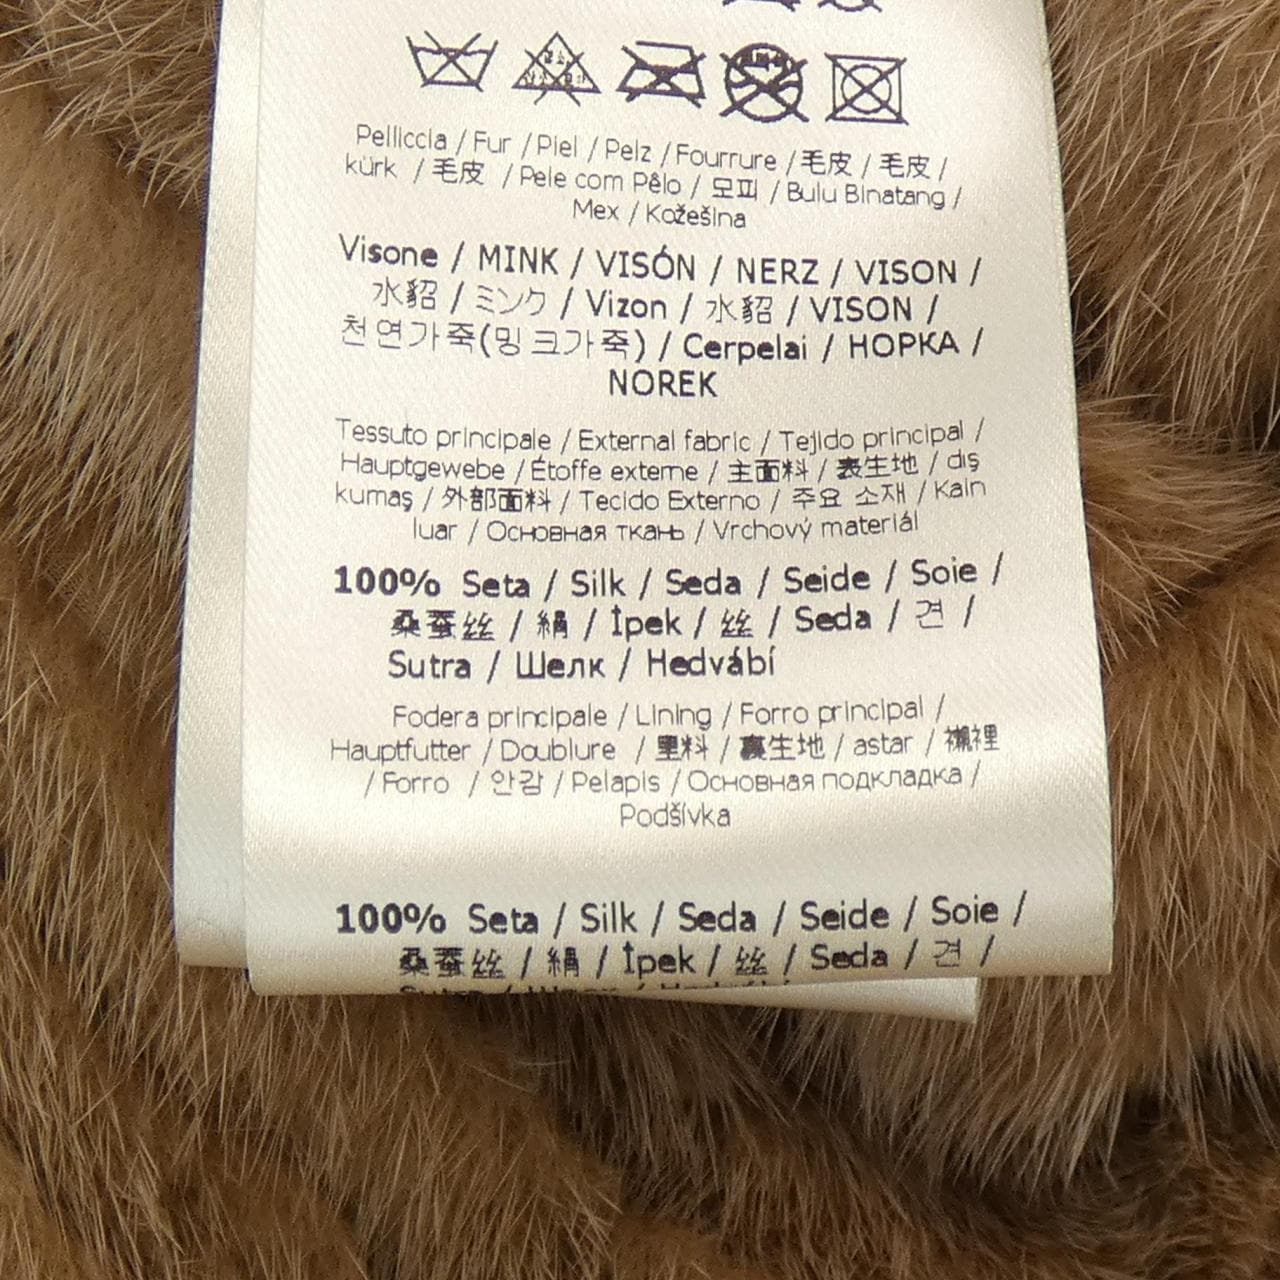 Pelliccia / Fur / Piel / Pelz / Fourrure / 毛皮 / 毛皮 /
kürk / 毛皮 / Pele com Pêlo / 모피 / Bulu Binatang /
Mex / Kožešina
Visone / MINK / VISÓN / NERZ / VISON /
水貂 / ミンク / Vizon / 水貂 / VISON /
천연가죽(밍크가죽) / Cerpelai / НОРКА /
NOREK
Tessuto principale / External fabric / Tejido principal /
Hauptgewebe / Étoffe externe / 主面料 / 表生地 / dış
kumaş / 外部面料 / Tecido Externo / 주요 소재 / Kain
luar / Основная ткань / Vrchový materiál
100% Seta / Silk / Seda / Seide / Soie /
桑蚕丝 / 絹 / İpek / 丝 / Seda / 견 /
Sutra / Шелк / Hedvábí
Fodera principale / Lining / Forro principal /
Hauptfutter / Doublure / 里料 / 裏生地 / astar / 襯裡
/ Forro / 안감 / Pelapis / Основная подкладка /
Podšívka
100% Seta / Silk / Seda / Seide / Soie /
桑蚕丝 / 絹 / İpek / 丝 / Seda / 견 /
Sutra / Шелк / Hedvábí